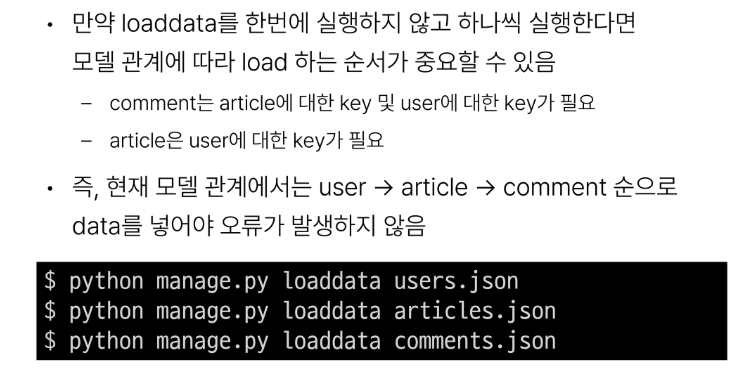 • 만약 loaddata를 한번에 실행하지 않고 하나씩 실행한다면
모델 관계에 따라 load 하는 순서가 중요할 수 있음
– comment는 article에 대한 key 및 user에 대한 key가 필요
– article은 user에 대한 key가 필요
• 즉, 현재 모델 관계에서는 user → article → comment 순으로
data를 넣어야 오류가 발생하지 않음
$ python manage.py loaddata users.json
$ python manage.py loaddata articles.json
$ python manage.py loaddata comments.json